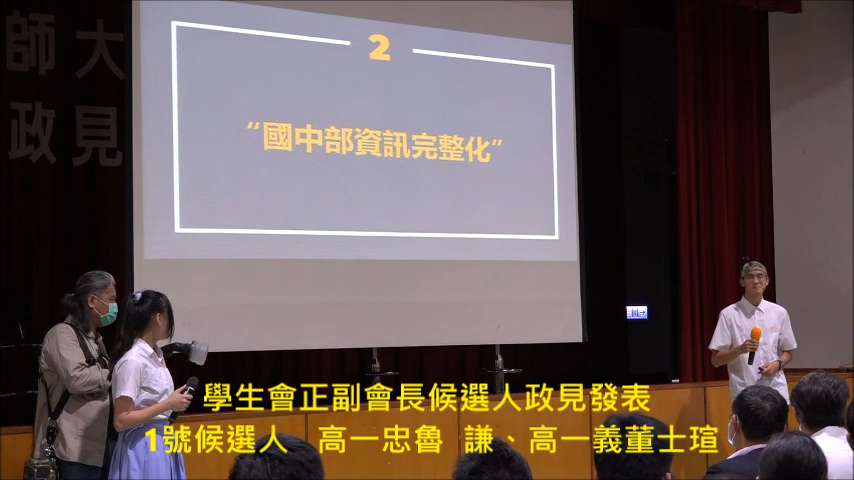 師大
政見
2
“國中部資訊完整化”
學生會正副會長候選人政見發表
1號候選人 高一忠魯 謙、高一義董士瑄